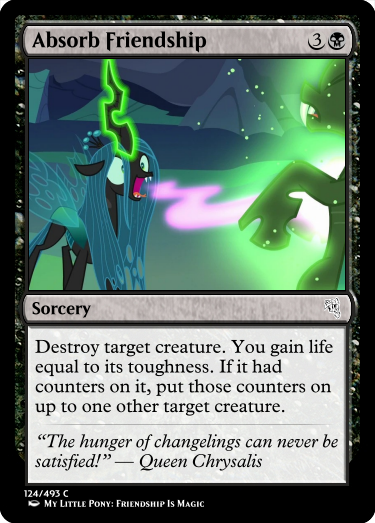 Absorb Friendship 3
Sorcery
Destroy target creature. You gain life
equal to its toughness. If it had
counters on it, put those counters on
up to one other target creature.
“The hunger of changelings can never be
satisfied!” — Queen Chrysalis
124/493 C
My Little Pony: Friendship Is Magic